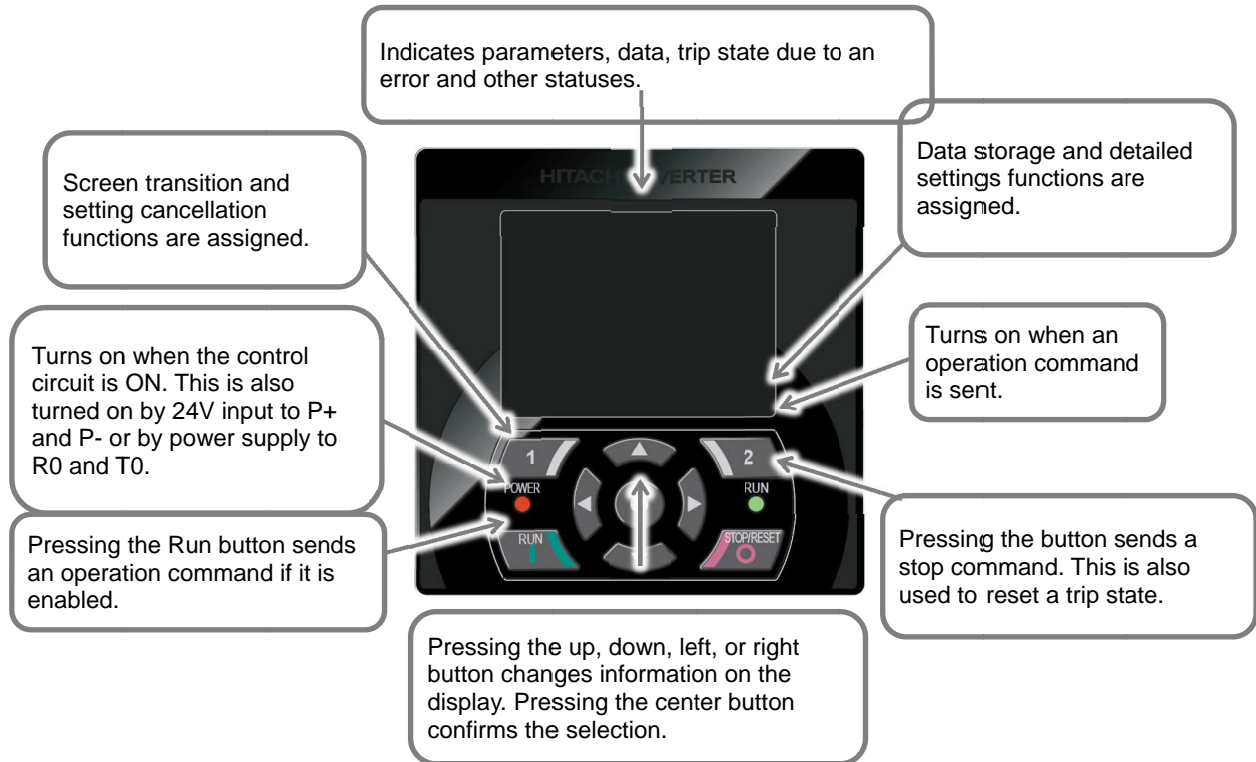 Indicates parameters, data, trip state due to an
error and other statuses.
Data storage and detailed
settings functions are
assigned.
Screen transition and
setting cancellation
functions are assigned.
HITACH VERTER
Turns on when an
operation command
is sent.
Turns on when the control
circuit is ON. This is also
turned on by 24V input to P+
and P- or by power supply to
R0 and T0.
1
2
POWER
RUN
RUN
STOP/RESET
Pressing the Run button sends
an operation command if it is
enabled.
Pressing the button sends a
stop command. This is also
used to reset a trip state.
Pressing the up, down, left, or right
button changes information on the
display. Pressing the center button
confirms the selection.